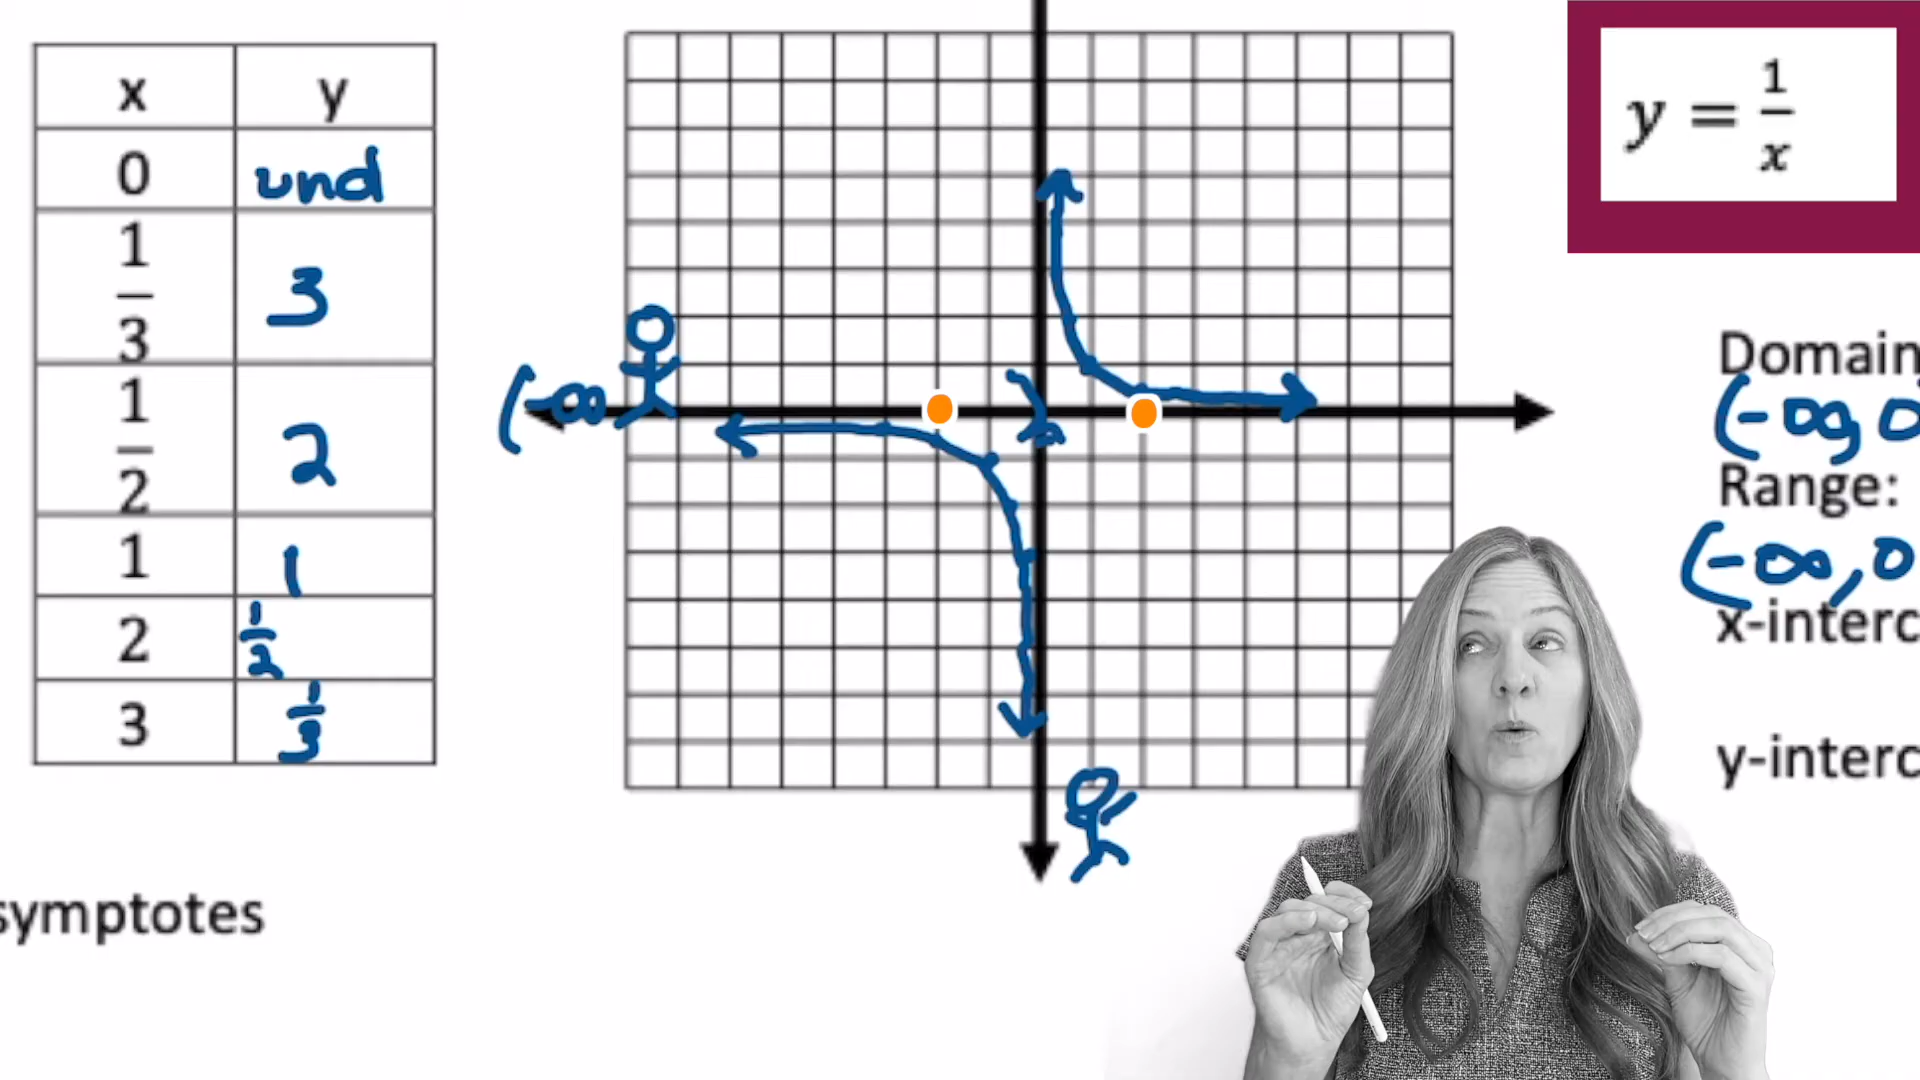 x y
0 und
1/3 3
1/2 2
1 1
2 1/2
3 1/3
symptotes
(-∞
)
y = 1/x
Domain
(-∞, 0
Range:
(-∞, 0
x-interc
y-interc